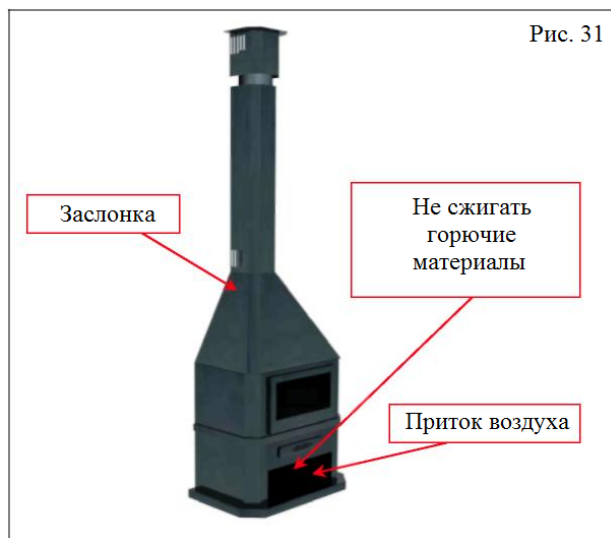 Рис. 31
Заслонка
Не сжигать
горючие
материалы
Приток воздуха